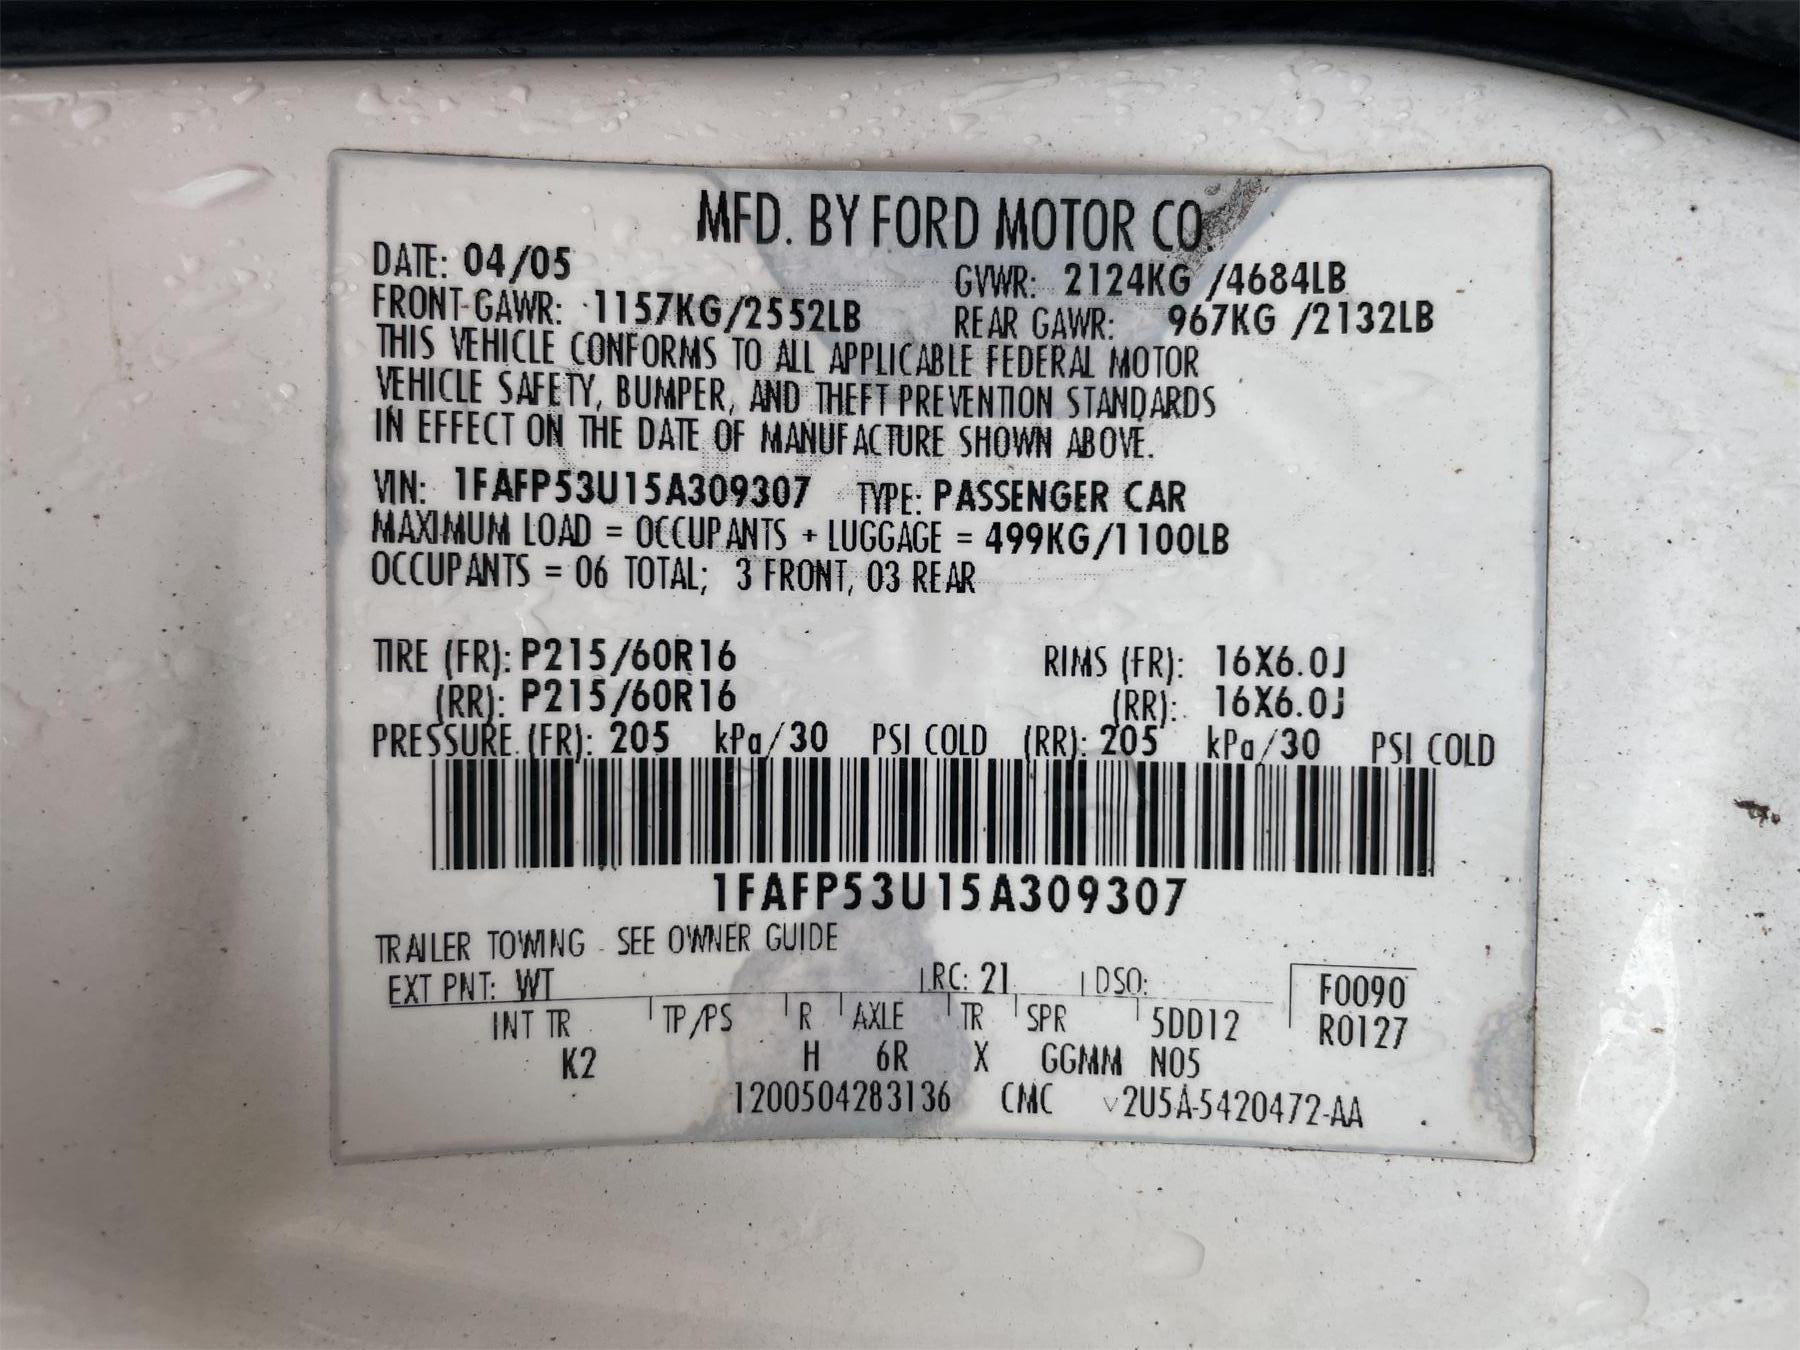 MFD. BY FORD MOTOR CO.
DATE: 04/05 GVWR: 2124KG /4684LB
FRONT GAWR: 1157KG/2552LB REAR GAWR: 967KG /2132LB
THIS VEHICLE CONFORMS TO ALL APPLICABLE FEDERAL MOTOR
VEHICLE SAFETY, BUMPER, AND THEFT PREVENTION STANDARDS
IN EFFECT ON THE DATE OF MANUFACTURE SHOWN ABOVE.
VIN: 1FAFP53U15A309307 TYPE: PASSENGER CAR
MAXIMUM LOAD = OCCUPANTS + LUGGAGE = 499KG/1100LB
OCCUPANTS = 06 TOTAL; 3 FRONT, 03 REAR
TIRE (FR): P215/60R16 RIMS (FR): 16X6.0J
(RR): P215/60R16 (RR): 16X6.0J
PRESSURE (FR): 205 kPa/30 PSI COLD (RR): 205 kPa/30 PSI COLD
1FAFP53U15A309307
TRAILER TOWING - SEE OWNER GUIDE
EXT PNT: WT RC: 21 DSO: F0090
INT TR TP/PS R AXLE TR SPR 5DD12 R0127
K2 H 6R X GGMM N05
1200504283136 CMC v2U5A-5420472-AA